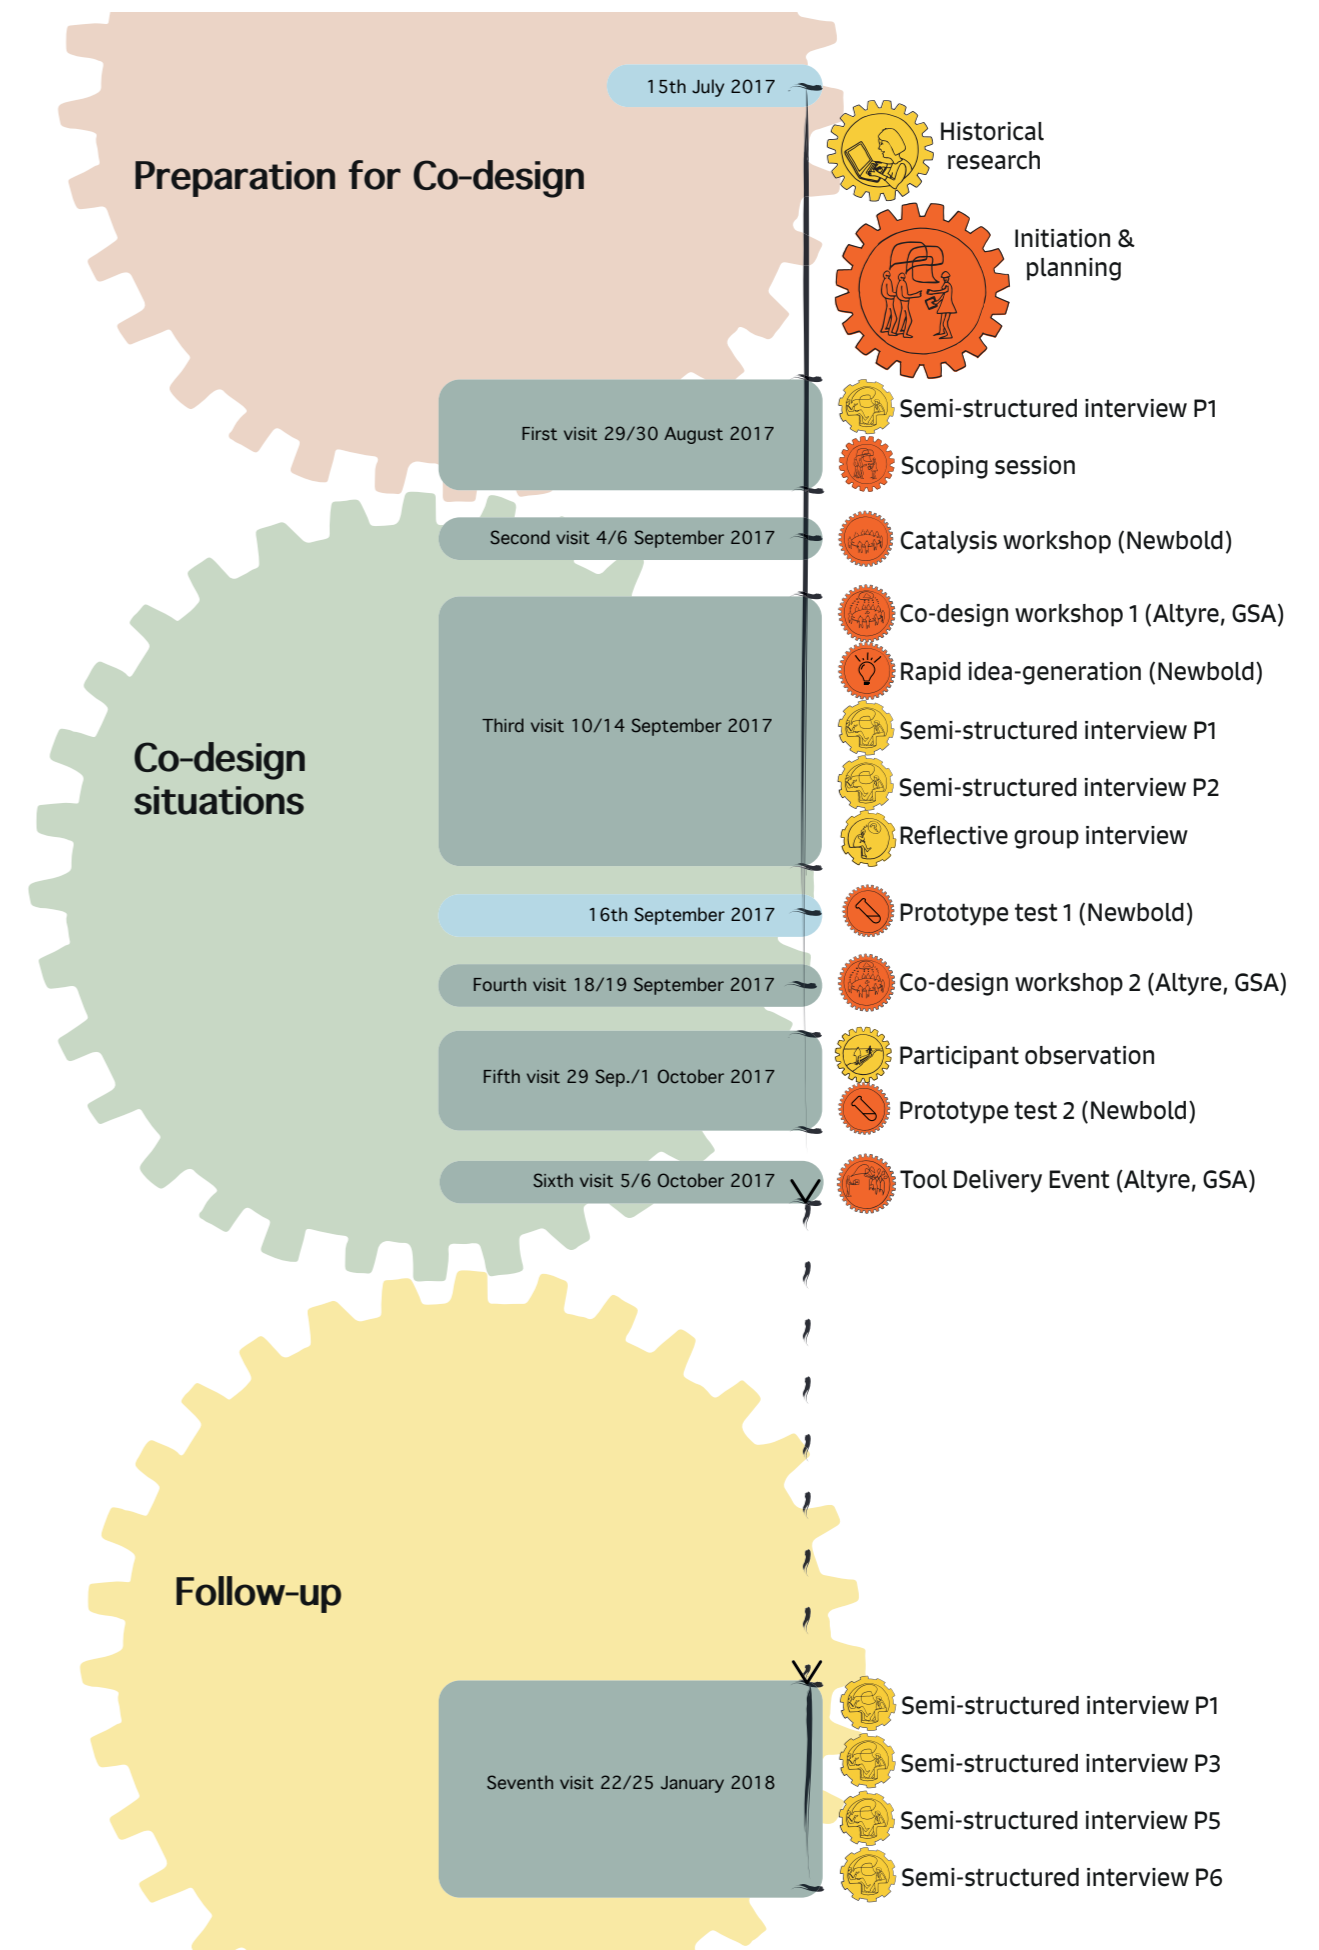 15th July 2017
Historical
research
Preparation for Co-design
Initiation &
planning
First visit 29/30 August 2017
Semi-structured interview P1
Scoping session
Second visit 4/6 September 2017
Catalysis workshop (Newbold)
Co-design
situations
Third visit 10/14 September 2017
Co-design workshop 1 (Altyre, GSA)
Rapid idea-generation (Newbold)
Semi-structured interview P1
Semi-structured interview P2
Reflective group interview
16th September 2017
Prototype test 1 (Newbold)
Fourth visit 18/19 September 2017
Co-design workshop 2 (Altyre, GSA)
Fifth visit 29 Sep./1 October 2017
Participant observation
Prototype test 2 (Newbold)
Sixth visit 5/6 October 2017
Tool Delivery Event (Altyre, GSA)
Follow-up
Seventh visit 22/25 January 2018
Semi-structured interview P1
Semi-structured interview P3
Semi-structured interview P5
Semi-structured interview P6